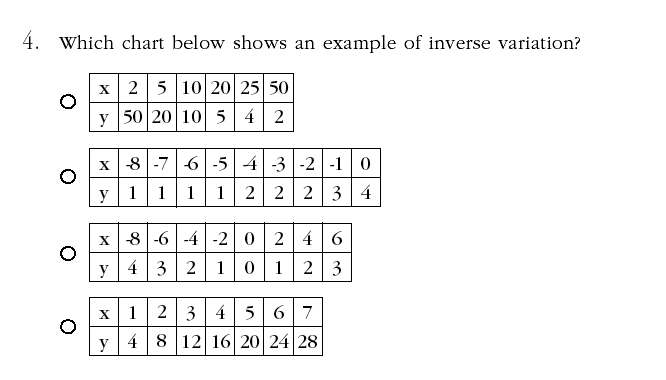 4. Which chart below shows an example of inverse variation?
x 2 5 10 20 25 50
y 50 20 10 5 4 2
x -8 -7 -6 -5 -4 -3 -2 -1 0
y 1 1 1 1 2 2 2 3 4
x -8 -6 -4 -2 0 2 4 6
y 4 3 2 1 0 1 2 3
x 1 2 3 4 5 6 7
y 4 8 12 16 20 24 28